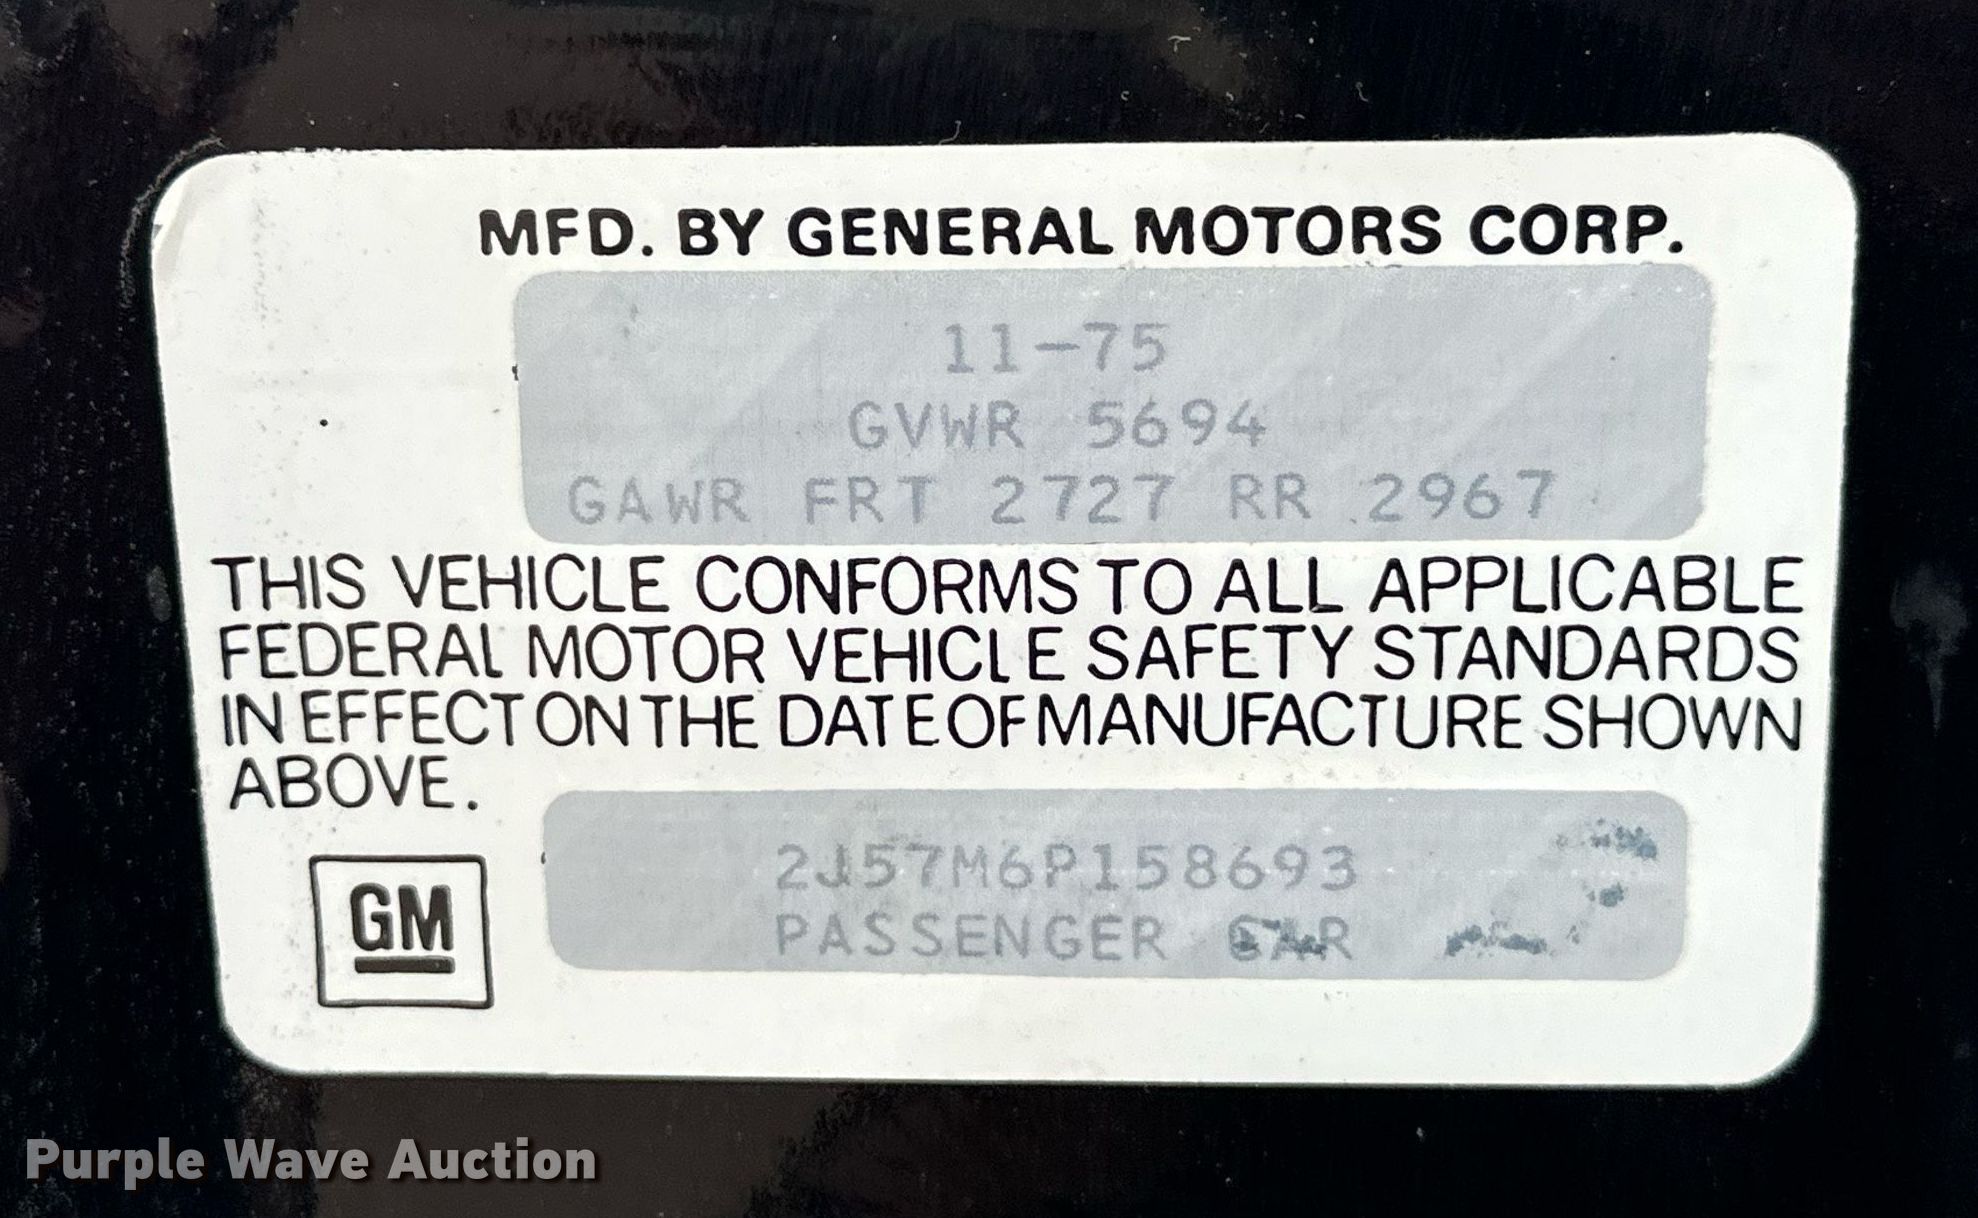 MFD. BY GENERAL MOTORS CORP.
11-75
GVWR 5694
GAWR FRT 2727 RR 2967
THIS VEHICLE CONFORMS TO ALL APPLICABLE
FEDERAL MOTOR VEHICLE SAFETY STANDARDS
IN EFFECT ON THE DATE OF MANUFACTURE SHOWN
ABOVE.
2J57M6P158693
PASSENGER CAR
GM
Purple Wave Auction